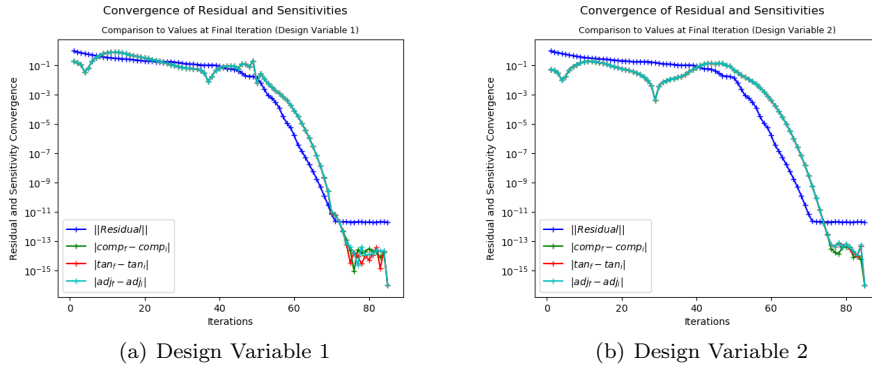 Convergence of Residual and Sensitivities
Comparison to Values at Final Iteration (Design Variable 1)
Residual and Sensitivity Convergence
10⁻¹
10⁻³
10⁻⁵
10⁻⁷
10⁻⁹
10⁻¹¹
10⁻¹³
10⁻¹⁵
||Residual||
|comp_f − comp_i|
|tan_f − tan_i|
|adj_f − adj_i|
0 20 40 60 80
Iterations
(a) Design Variable 1
Convergence of Residual and Sensitivities
Comparison to Values at Final Iteration (Design Variable 2)
Residual and Sensitivity Convergence
10⁻¹
10⁻³
10⁻⁵
10⁻⁷
10⁻⁹
10⁻¹¹
10⁻¹³
10⁻¹⁵
||Residual||
|comp_f − comp_i|
|tan_f − tan_i|
|adj_f − adj_i|
0 20 40 60 80
Iterations
(b) Design Variable 2